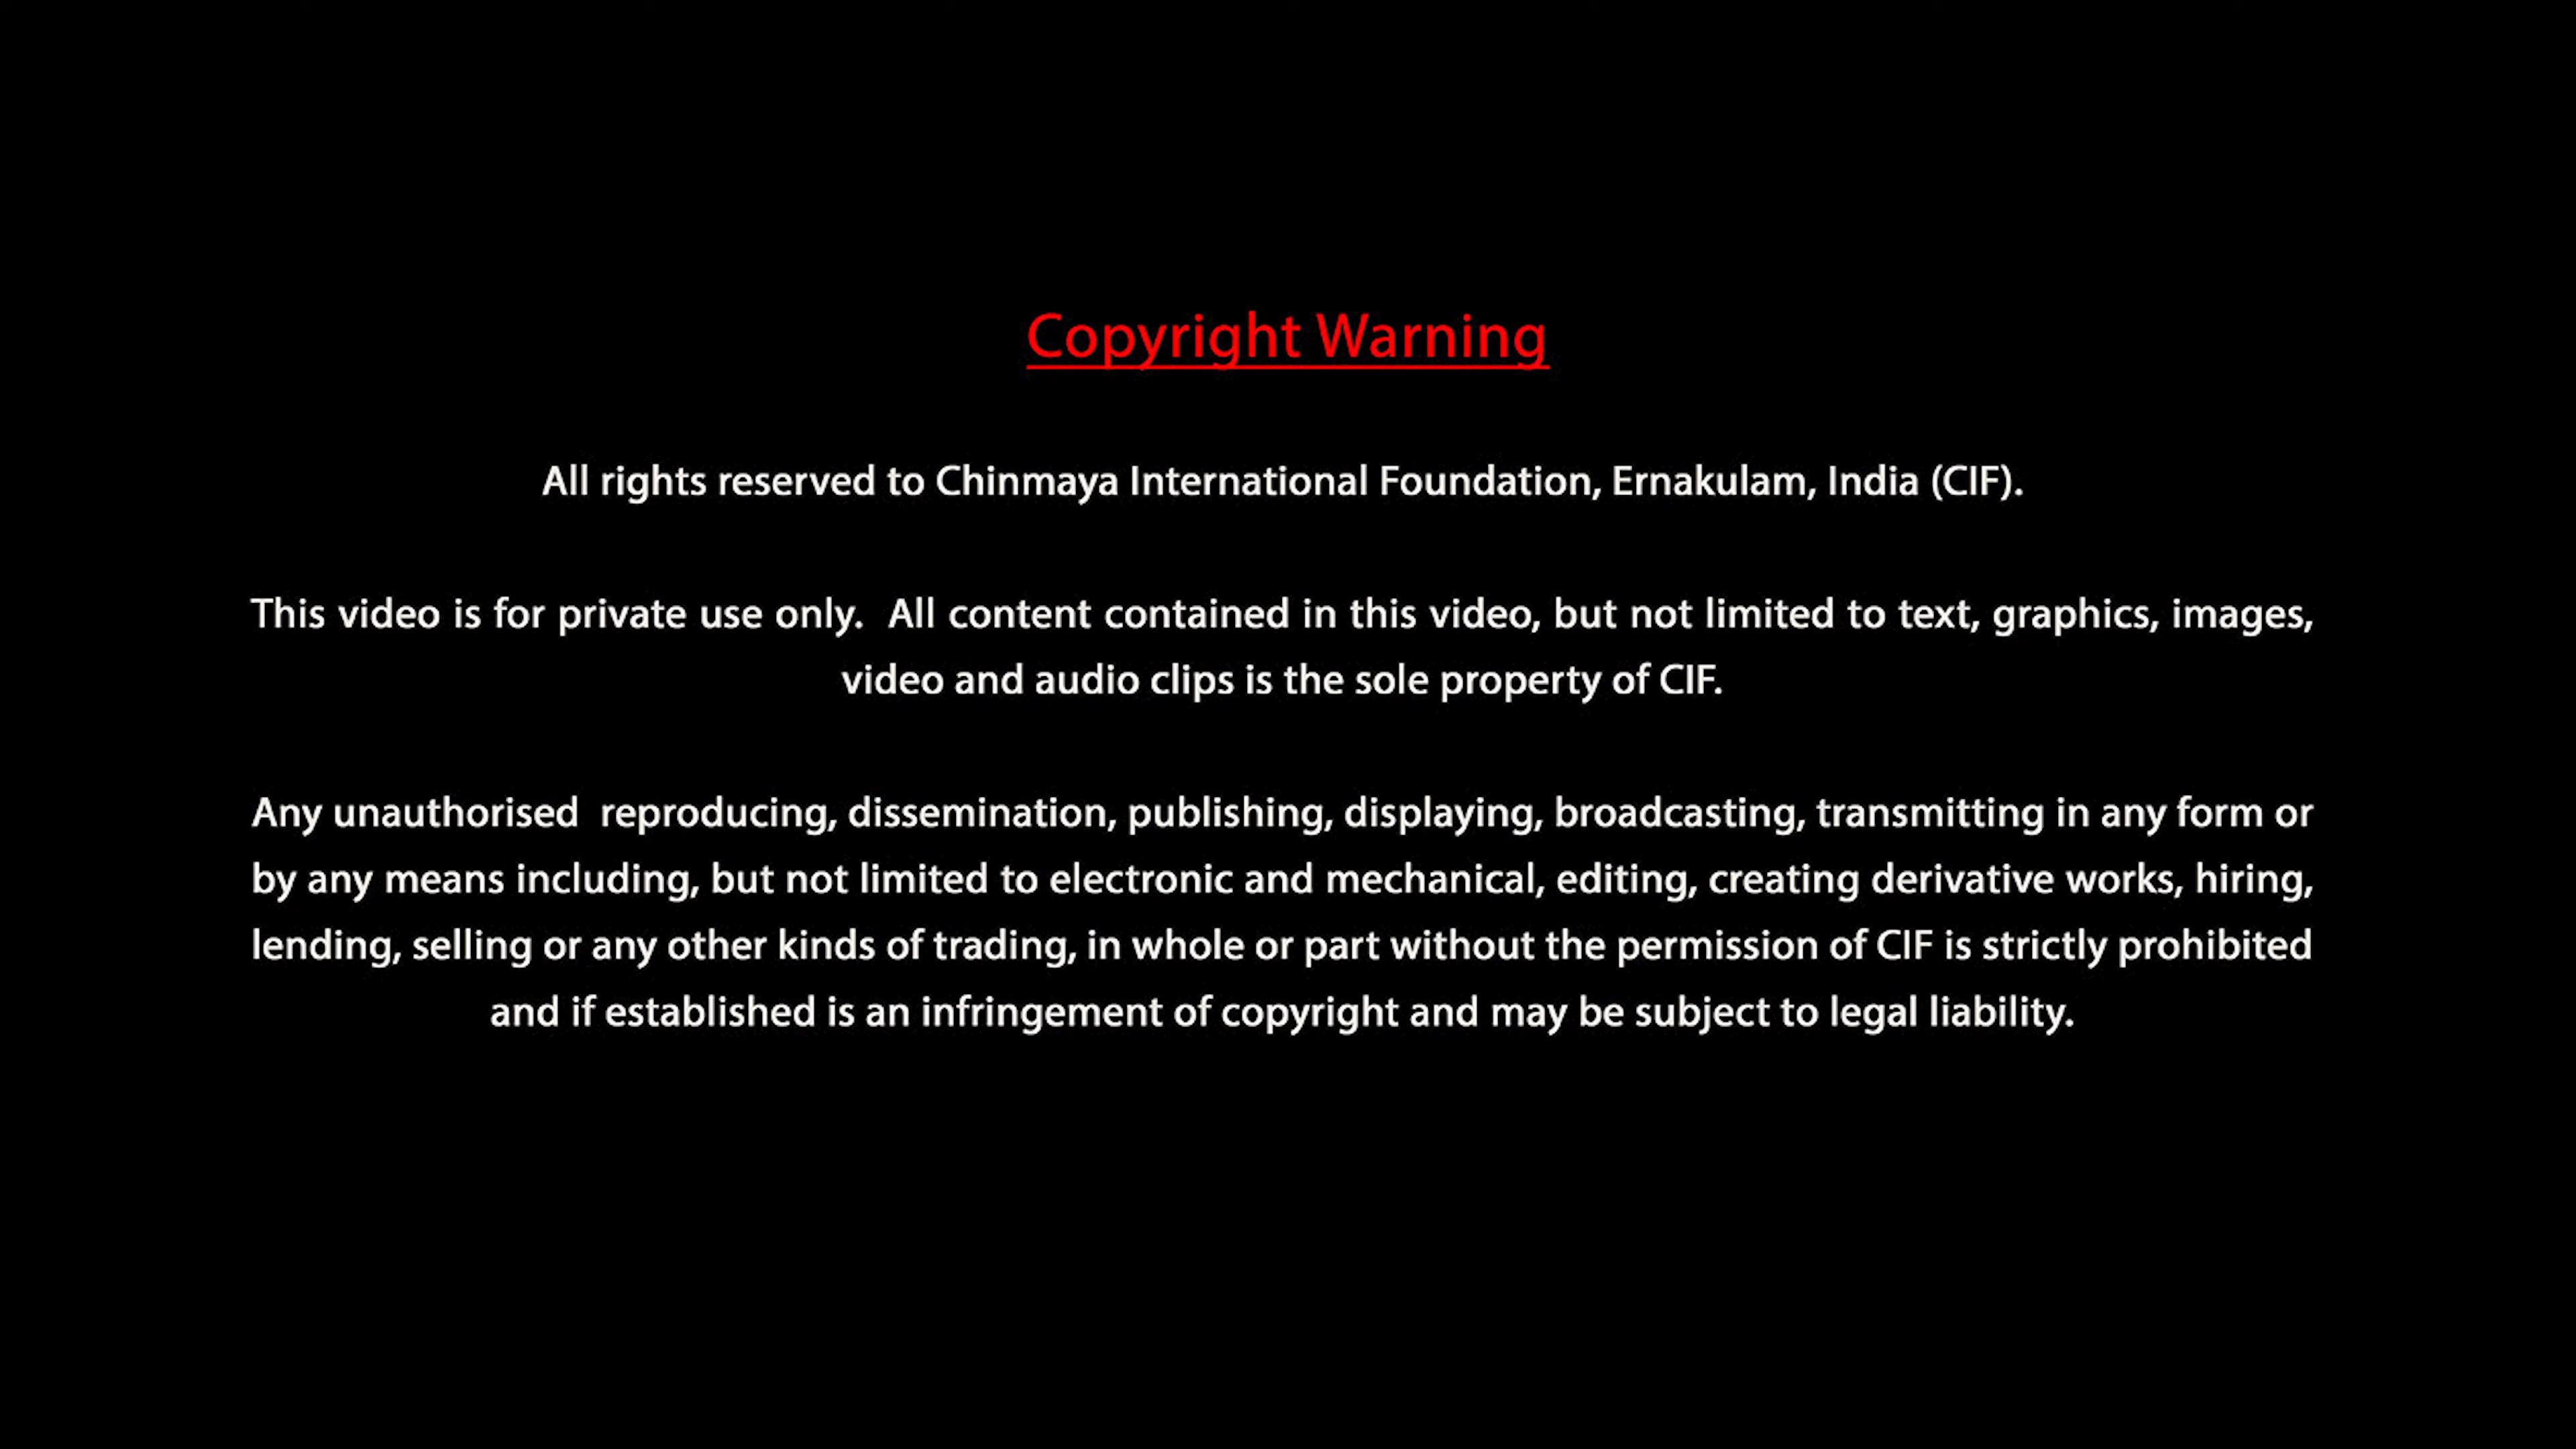 Copyright Warning
All rights reserved to Chinmaya International Foundation, Ernakulam, India (CIF).
This video is for private use only.  All content contained in this video, but not limited to text, graphics, images,
video and audio clips is the sole property of CIF.
Any unauthorised  reproducing, dissemination, publishing, displaying, broadcasting, transmitting in any form or
by any means including, but not limited to electronic and mechanical, editing, creating derivative works, hiring,
lending, selling or any other kinds of trading, in whole or part without the permission of CIF is strictly prohibited
and if established is an infringement of copyright and may be subject to legal liability.